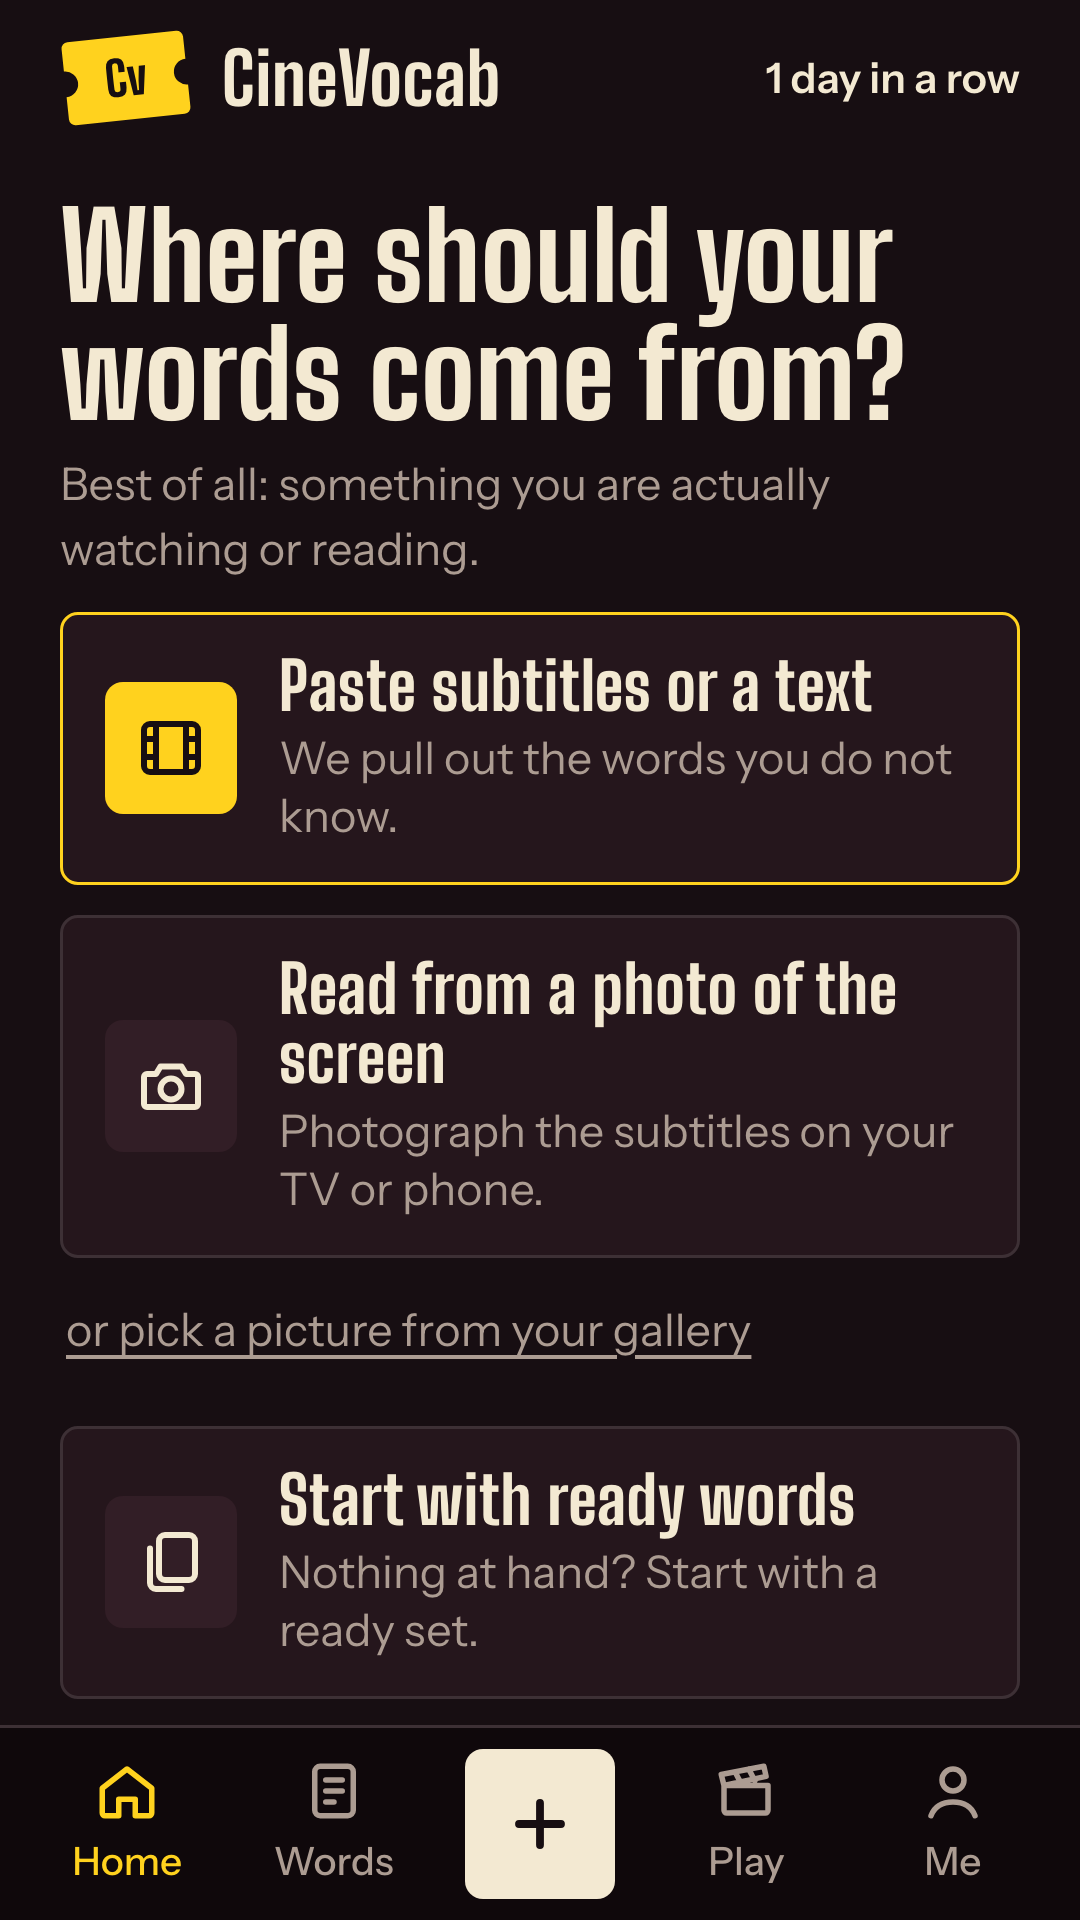 Cv
CineVocab
1 day in a row
Where should your
words come from?
Best of all: something you are actually
watching or reading.
Paste subtitles or a text
We pull out the words you do not
know.
Read from a photo of the
screen
Photograph the subtitles on your
TV or phone.
or pick a picture from your gallery
Start with ready words
Nothing at hand? Start with a
ready set.
Home
Words
Play
Me